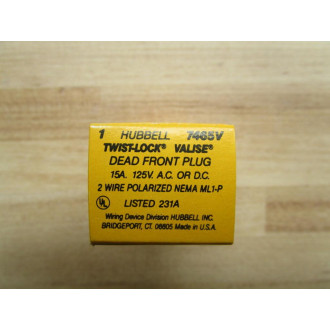 1 HUBBELL 7465V
TWIST-LOCK® VALISE®
DEAD FRONT PLUG
15A. 125V. A.C. OR D.C.
2 WIRE POLARIZED NEMA ML1-P
UL LISTED 231A
Wiring Device Division HUBBELL INC.
BRIDGEPORT, CT. 06605 Made in U.S.A.